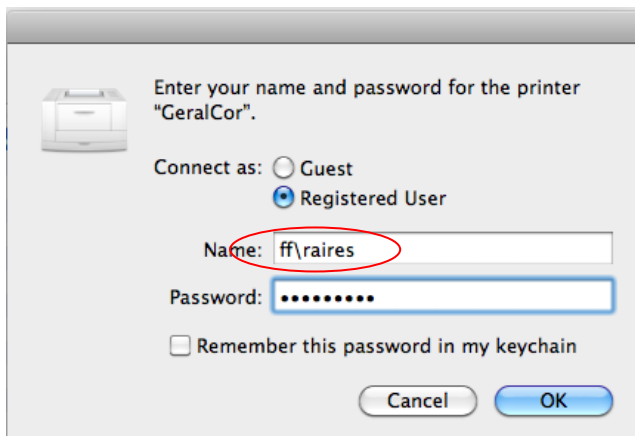 Enter your name and password for the printer
“GeralCor”.
Connect as: Guest
Registered User
Name: ff\raires
Password: •••••••••
Remember this password in my keychain
Cancel OK